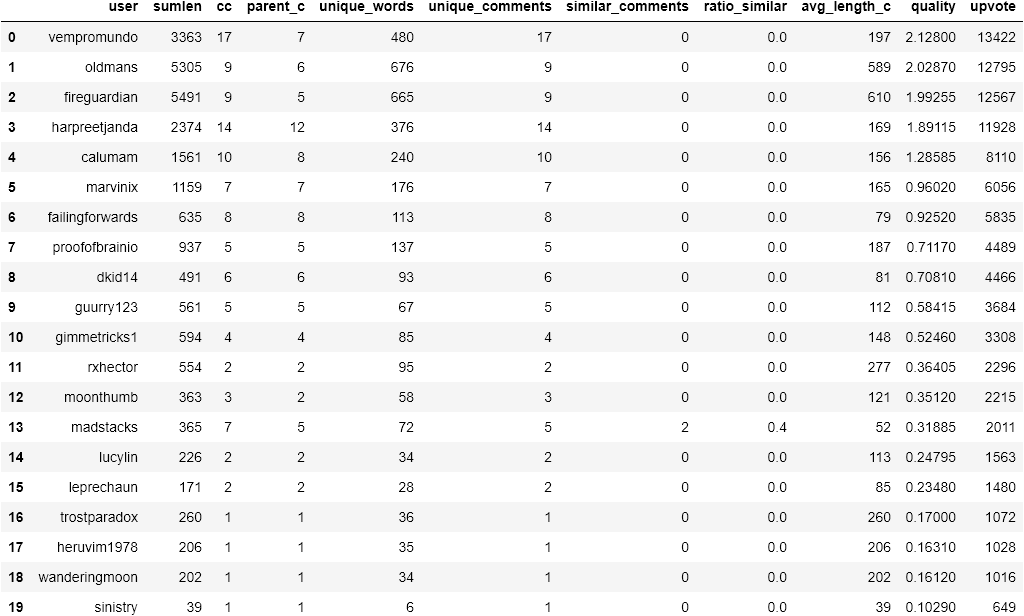 user sumlen cc parent_c unique_words unique_comments similar_comments ratio_similar avg_length_c quality upvote
0 vempromundo 3363 17 7 480 17 0 0.0 197 2.12800 13422
1 oldmans 5305 9 6 676 9 0 0.0 589 2.02870 12795
2 fireguardian 5491 9 5 665 9 0 0.0 610 1.99255 12567
3 harpreetjanda 2374 14 12 376 14 0 0.0 169 1.89115 11928
4 calumam 1561 10 8 240 10 0 0.0 156 1.28585 8110
5 marvinix 1159 7 7 176 7 0 0.0 165 0.96020 6056
6 failingforwards 635 8 8 113 8 0 0.0 79 0.92520 5835
7 proofofbrainio 937 5 5 137 5 0 0.0 187 0.71170 4489
8 dkid14 491 6 6 93 6 0 0.0 81 0.70810 4466
9 guurry123 561 5 5 67 5 0 0.0 112 0.58415 3684
10 gimmetricks1 594 4 4 85 4 0 0.0 148 0.52460 3308
11 rxhector 554 2 2 95 2 0 0.0 277 0.36405 2296
12 moonthumb 363 3 2 58 3 0 0.0 121 0.35120 2215
13 madstacks 365 7 5 72 5 2 0.4 52 0.31885 2011
14 lucylin 226 2 2 34 2 0 0.0 113 0.24795 1563
15 leprechaun 171 2 2 28 2 0 0.0 85 0.23480 1480
16 trostparadox 260 1 1 36 1 0 0.0 260 0.17000 1072
17 heruvim1978 206 1 1 35 1 0 0.0 206 0.16310 1028
18 wanderingmoon 202 1 1 34 1 0 0.0 202 0.16120 1016
19 sinistry 39 1 1 6 1 0 0.0 39 0.10290 649